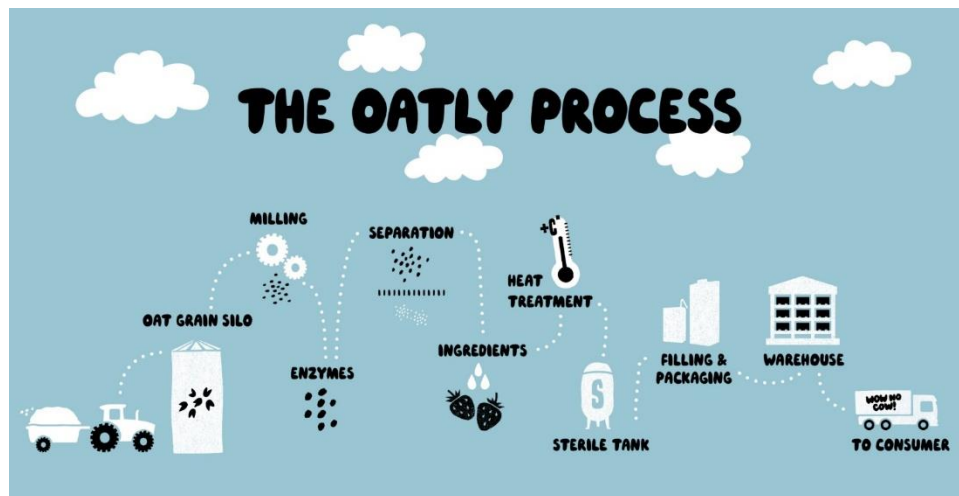 THE OATLY PROCESS
MILLING
SEPARATION
+C°
HEAT
TREATMENT
OAT GRAIN SILO
INGREDIENTS
ENZYMES
FILLING &
PACKAGING
WAREHOUSE
S
STERILE TANK
WOW NO
COW!
TO CONSUMER